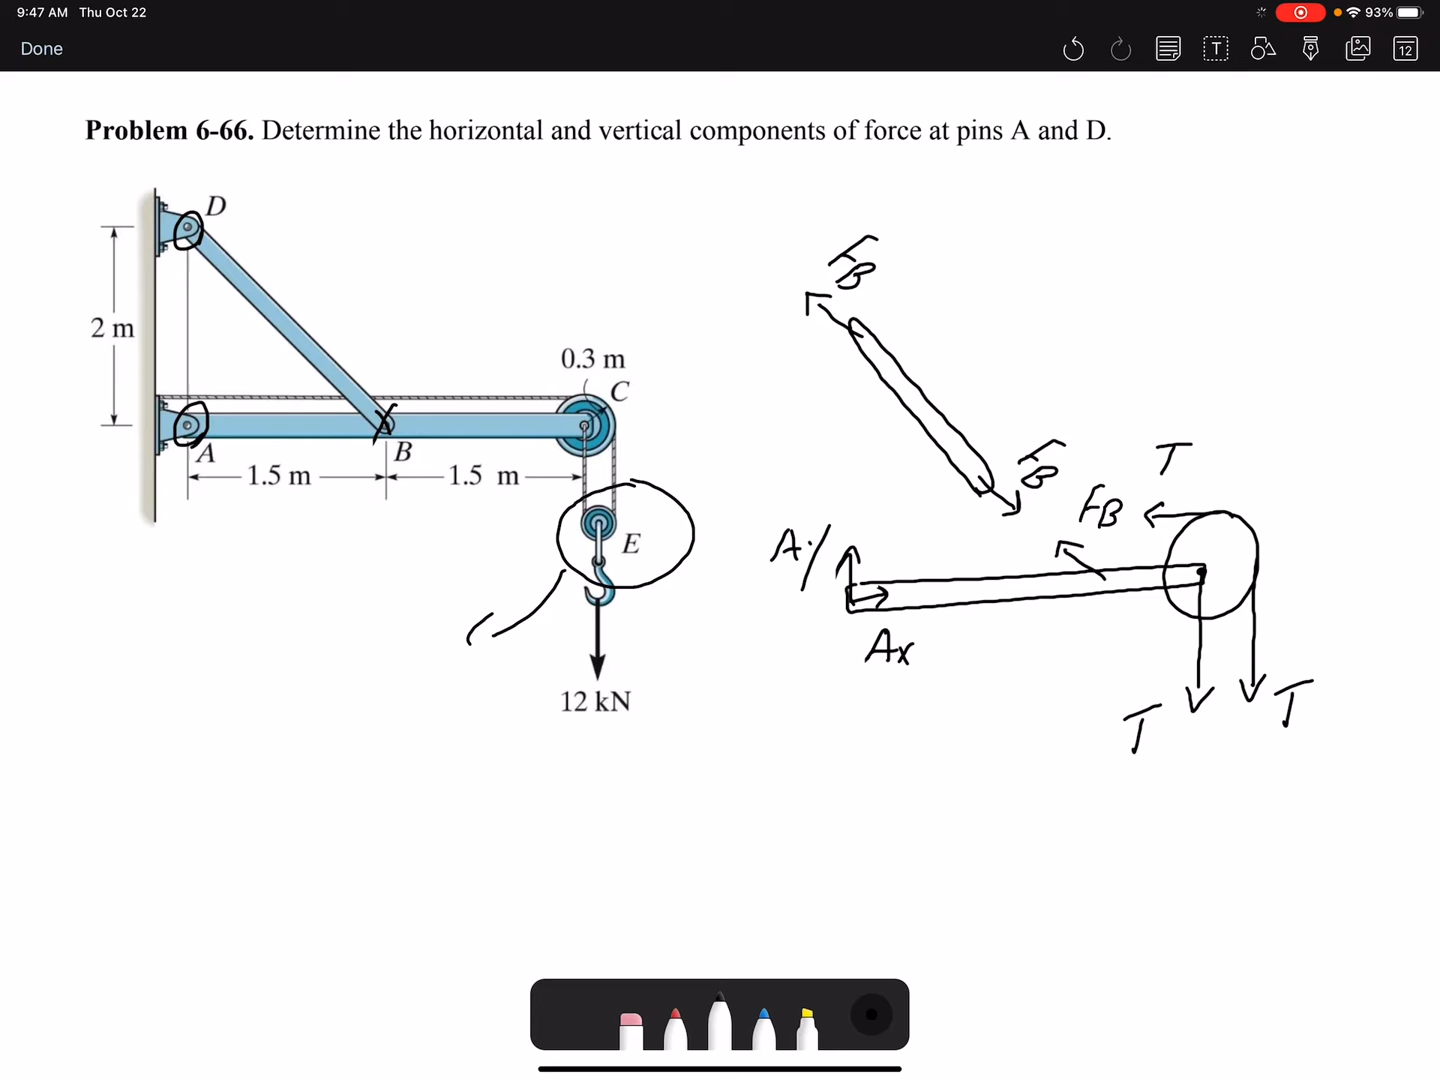 9:47 AM Thu Oct 22
93%
Done
T
12
Problem 6-66. Determine the horizontal and vertical components of force at pins A and D.
D
2 m
0.3 m
C
A
B
1.5 m
1.5 m
E
12 kN
FB
FB
FB
T
Ay
Ax
T
T